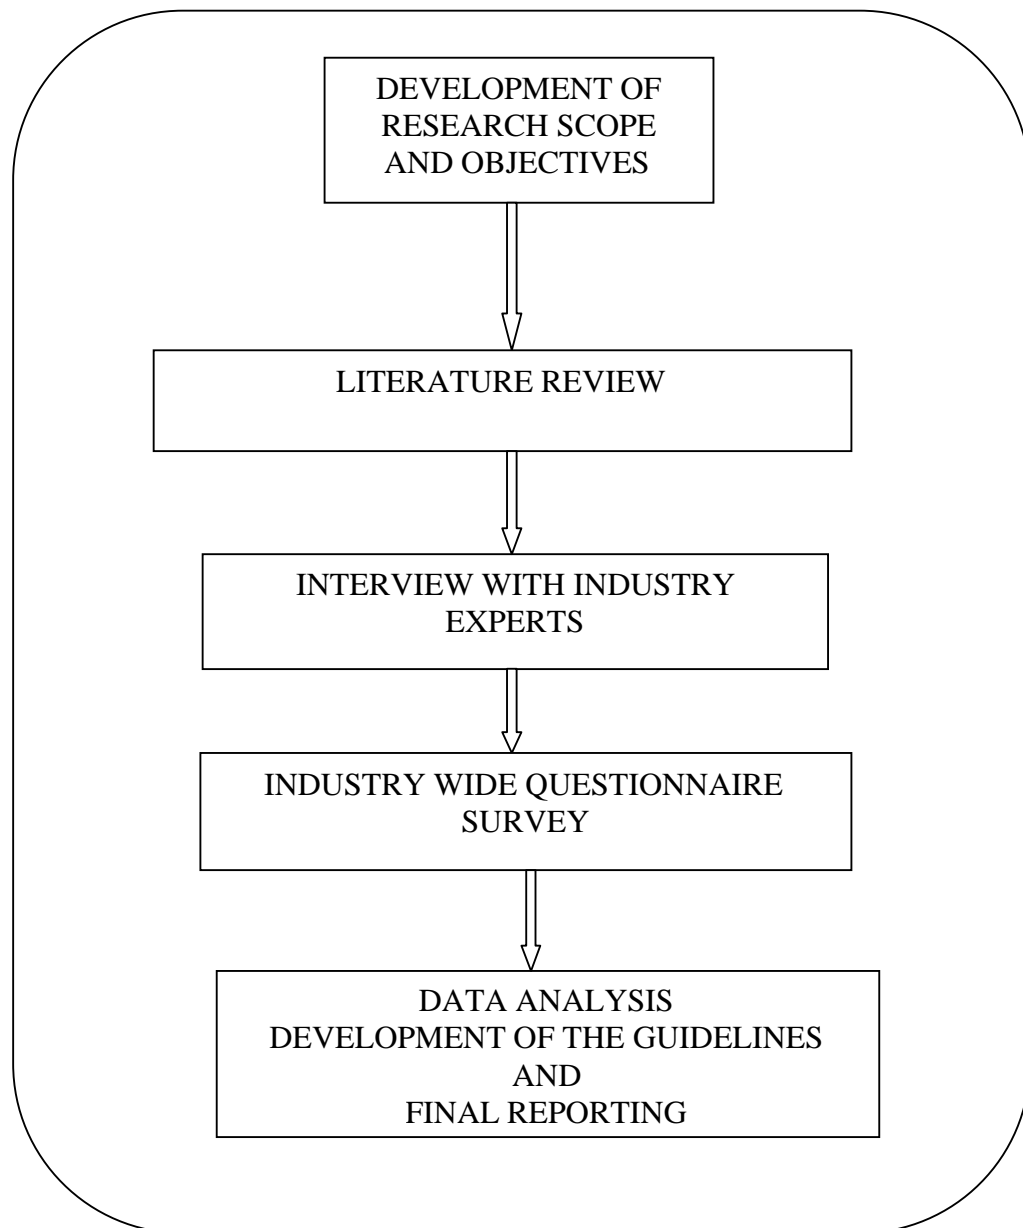 DEVELOPMENT OF
RESEARCH SCOPE
AND OBJECTIVES
LITERATURE REVIEW
INTERVIEW WITH INDUSTRY
EXPERTS
INDUSTRY WIDE QUESTIONNAIRE
SURVEY
DATA ANALYSIS
DEVELOPMENT OF THE GUIDELINES
AND
FINAL REPORTING